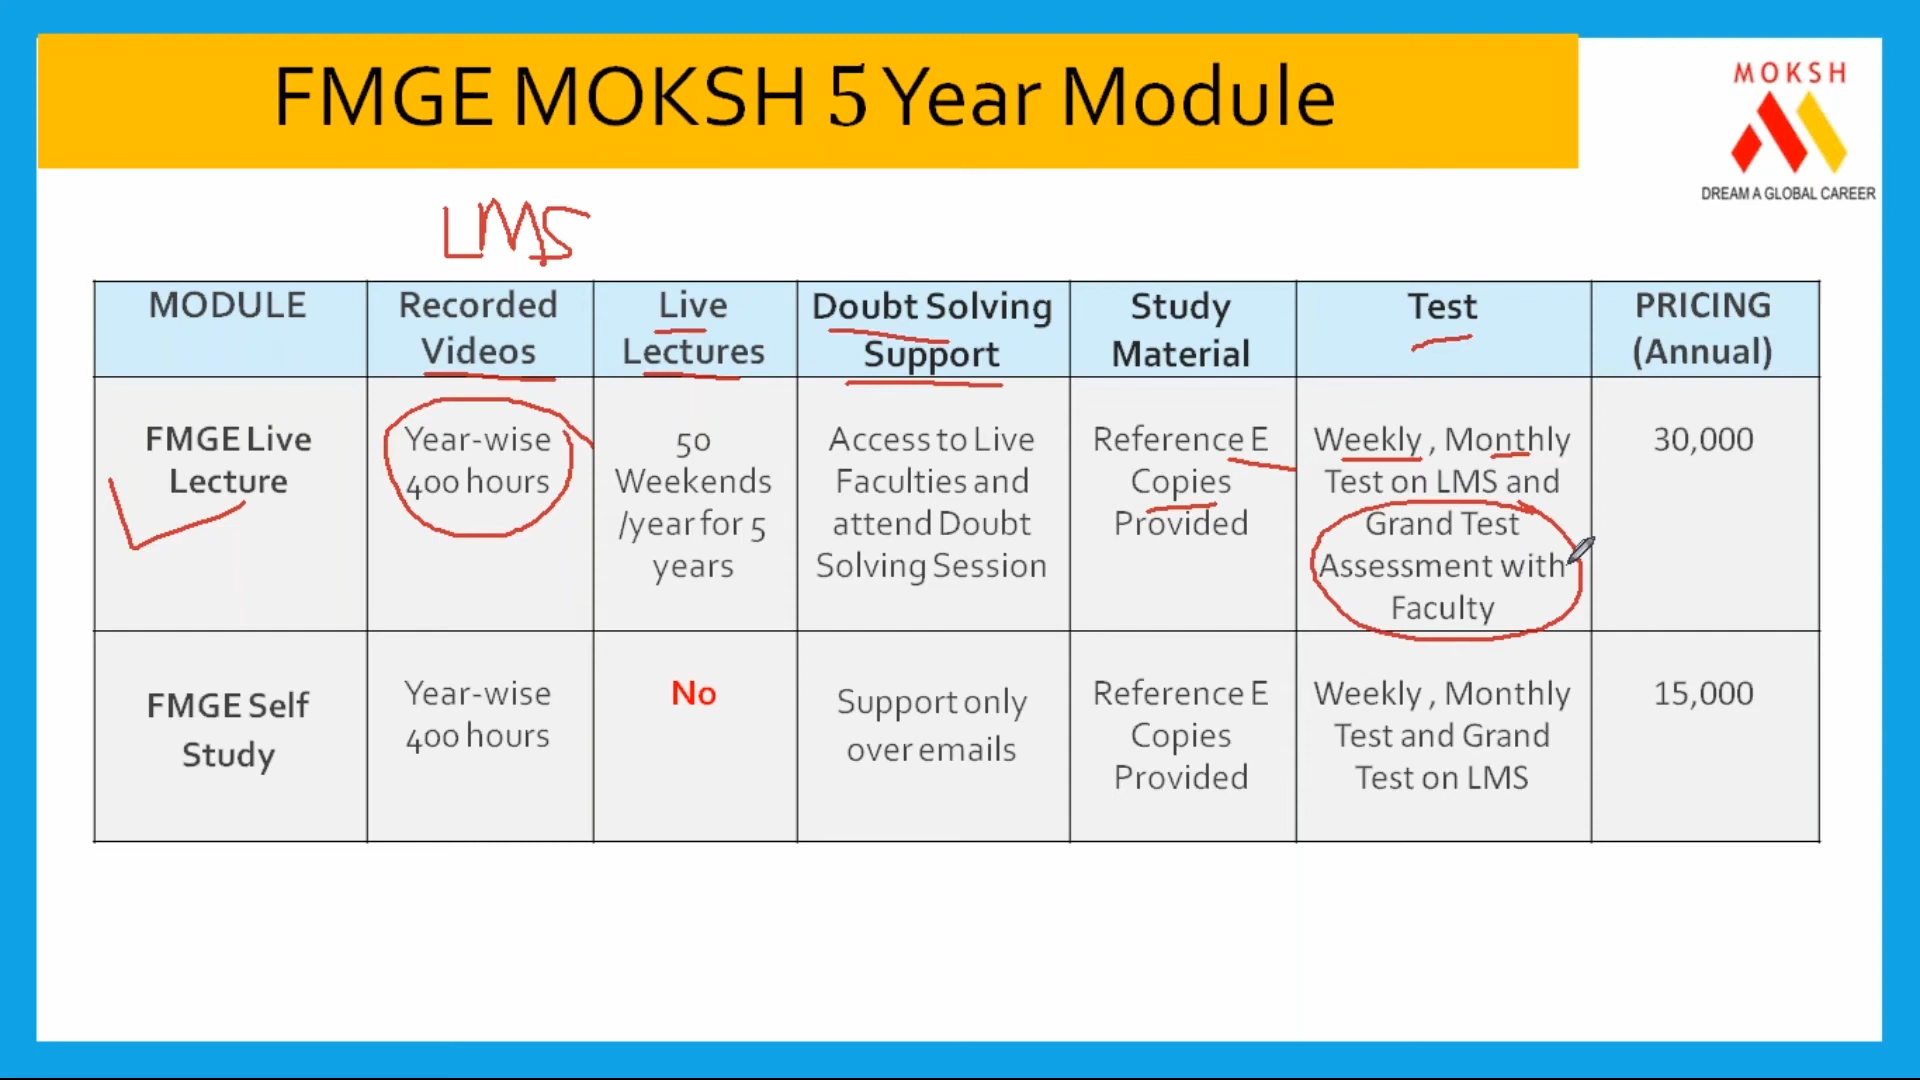 FMGE MOKSH 5 Year Module
MOKSH
DREAM A GLOBAL CAREER
LMS
MODULE
Recorded
Videos
Live
Lectures
Doubt Solving
Support
Study
Material
Test
PRICING
(Annual)
FMGE Live
Lecture
Year-wise
400 hours
50
Weekends
/year for 5
years
Access to Live
Faculties and
attend Doubt
Solving Session
Reference E
Copies
Provided
Weekly , Monthly
Test on LMS and
Grand Test
Assessment with
Faculty
30,000
FMGE Self
Study
Year-wise
400 hours
No
Support only
over emails
Reference E
Copies
Provided
Weekly , Monthly
Test and Grand
Test on LMS
15,000